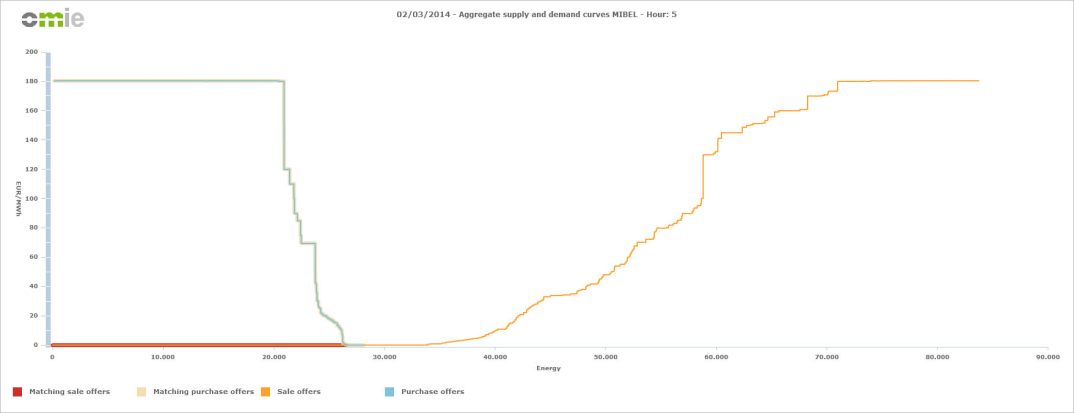 omie
02/03/2014 - Aggregate supply and demand curves MIBEL - Hour: 5
200
180
160
140
120
100
80
60
40
20
0
EUR/MWh
0
10.000
20.000
30.000
40.000
50.000
60.000
70.000
80.000
90.000
Energy
Matching sale offers
Matching purchase offers
Sale offers
Purchase offers